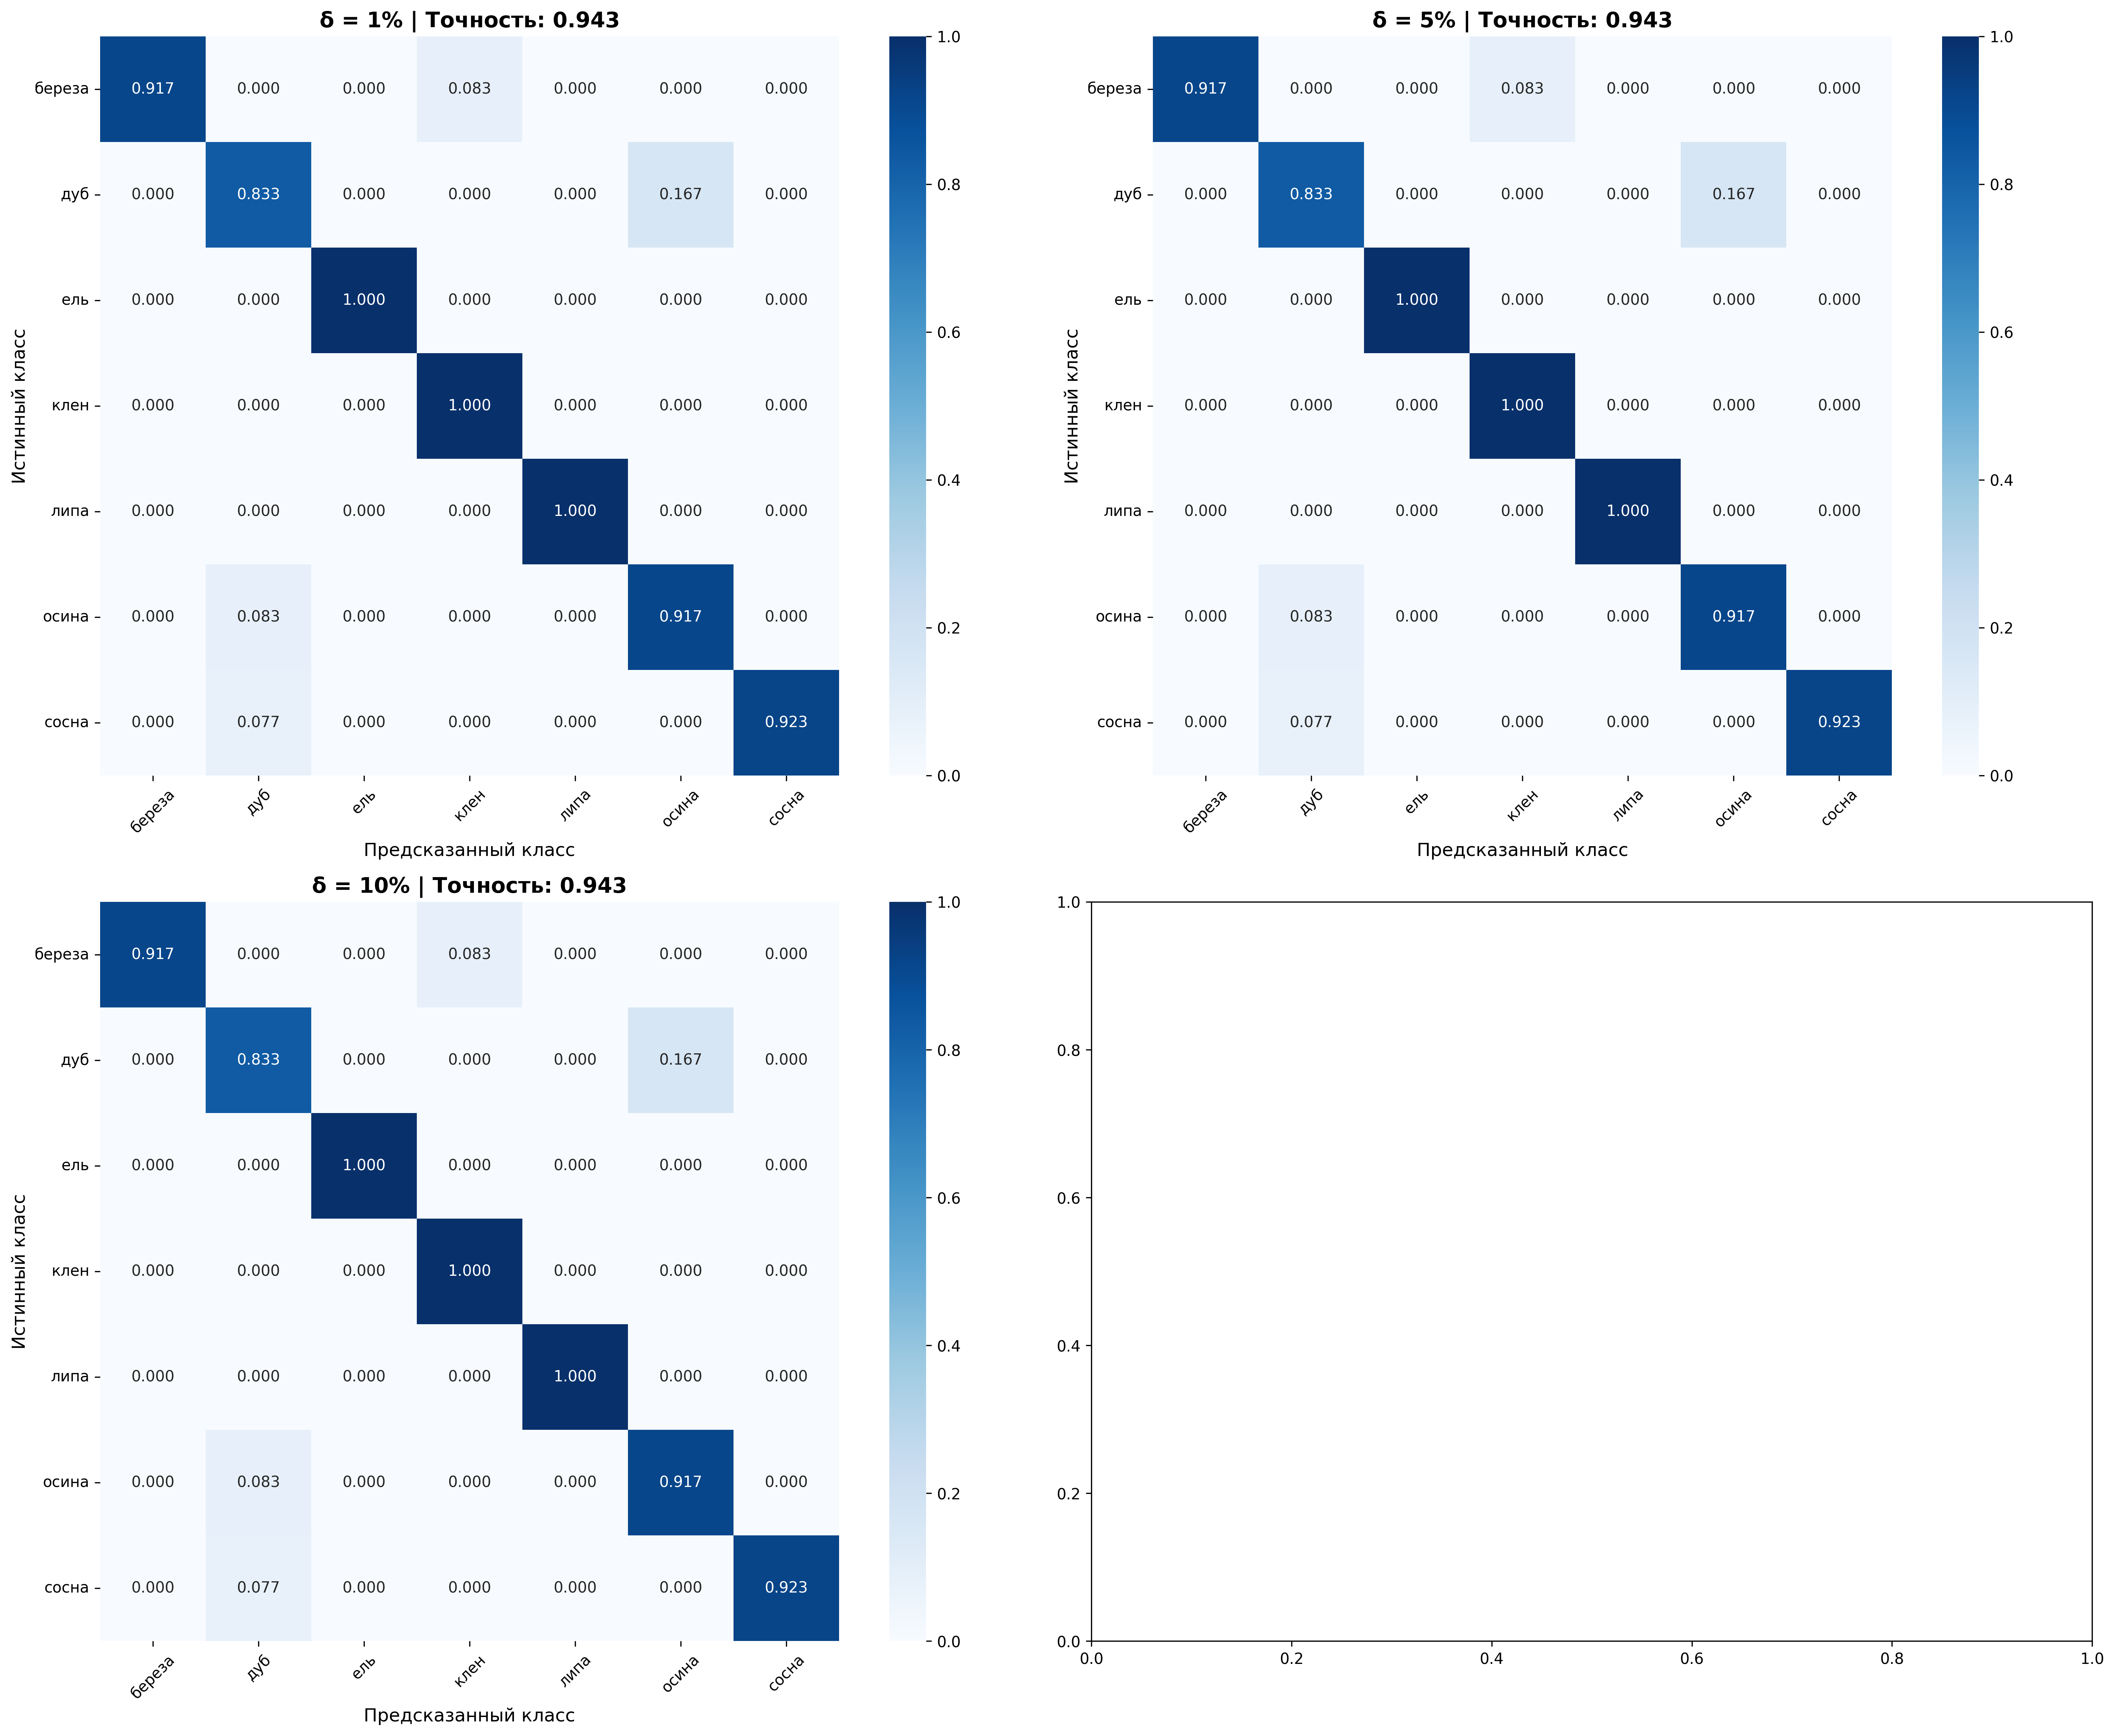 δ = 1% | Точность: 0.943
береза 0.917 0.000 0.000 0.083 0.000 0.000 0.000
дуб 0.000 0.833 0.000 0.000 0.000 0.167 0.000
ель 0.000 0.000 1.000 0.000 0.000 0.000 0.000
клен 0.000 0.000 0.000 1.000 0.000 0.000 0.000
липа 0.000 0.000 0.000 0.000 1.000 0.000 0.000
осина 0.000 0.083 0.000 0.000 0.000 0.917 0.000
сосна 0.000 0.077 0.000 0.000 0.000 0.000 0.923
береза дуб ель клен липа осина сосна
Предсказанный класс
Истинный класс
1.0
0.8
0.6
0.4
0.2
0.0
δ = 5% | Точность: 0.943
береза 0.917 0.000 0.000 0.083 0.000 0.000 0.000
дуб 0.000 0.833 0.000 0.000 0.000 0.167 0.000
ель 0.000 0.000 1.000 0.000 0.000 0.000 0.000
клен 0.000 0.000 0.000 1.000 0.000 0.000 0.000
липа 0.000 0.000 0.000 0.000 1.000 0.000 0.000
осина 0.000 0.083 0.000 0.000 0.000 0.917 0.000
сосна 0.000 0.077 0.000 0.000 0.000 0.000 0.923
береза дуб ель клен липа осина сосна
Предсказанный класс
Истинный класс
1.0
0.8
0.6
0.4
0.2
0.0
δ = 10% | Точность: 0.943
береза 0.917 0.000 0.000 0.083 0.000 0.000 0.000
дуб 0.000 0.833 0.000 0.000 0.000 0.167 0.000
ель 0.000 0.000 1.000 0.000 0.000 0.000 0.000
клен 0.000 0.000 0.000 1.000 0.000 0.000 0.000
липа 0.000 0.000 0.000 0.000 1.000 0.000 0.000
осина 0.000 0.083 0.000 0.000 0.000 0.917 0.000
сосна 0.000 0.077 0.000 0.000 0.000 0.000 0.923
береза дуб ель клен липа осина сосна
Предсказанный класс
Истинный класс
1.0
0.8
0.6
0.4
0.2
0.0
1.0
0.8
0.6
0.4
0.2
0.0
0.0 0.2 0.4 0.6 0.8 1.0